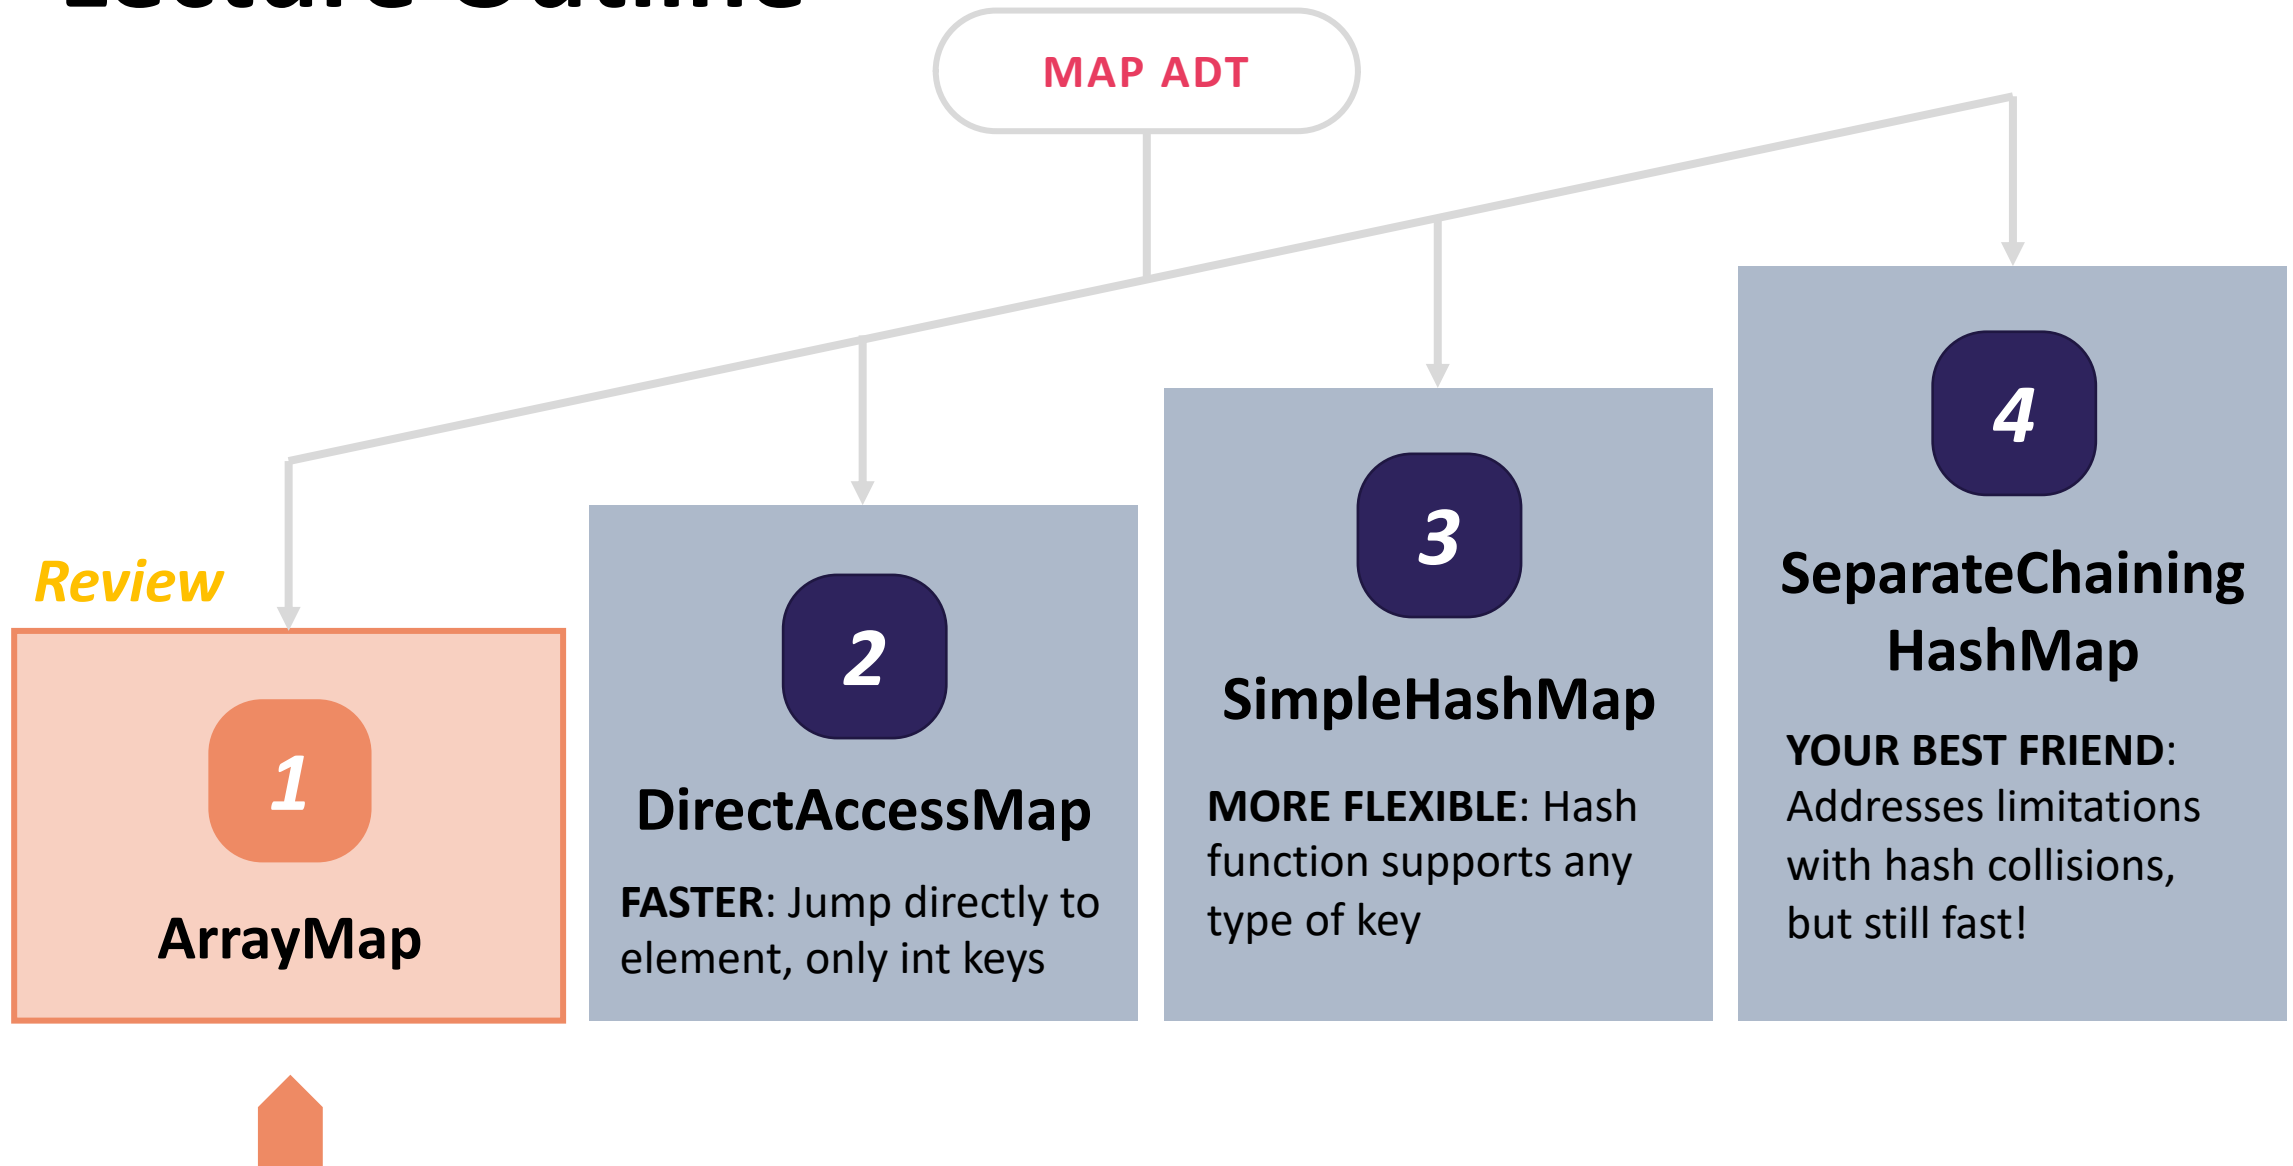 Lecture Outline
MAP ADT
Review
1
ArrayMap
2
DirectAccessMap
FASTER: Jump directly to
element, only int keys
3
SimpleHashMap
MORE FLEXIBLE: Hash
function supports any
type of key
4
SeparateChaining
HashMap
YOUR BEST FRIEND:
Addresses limitations
with hash collisions,
but still fast!